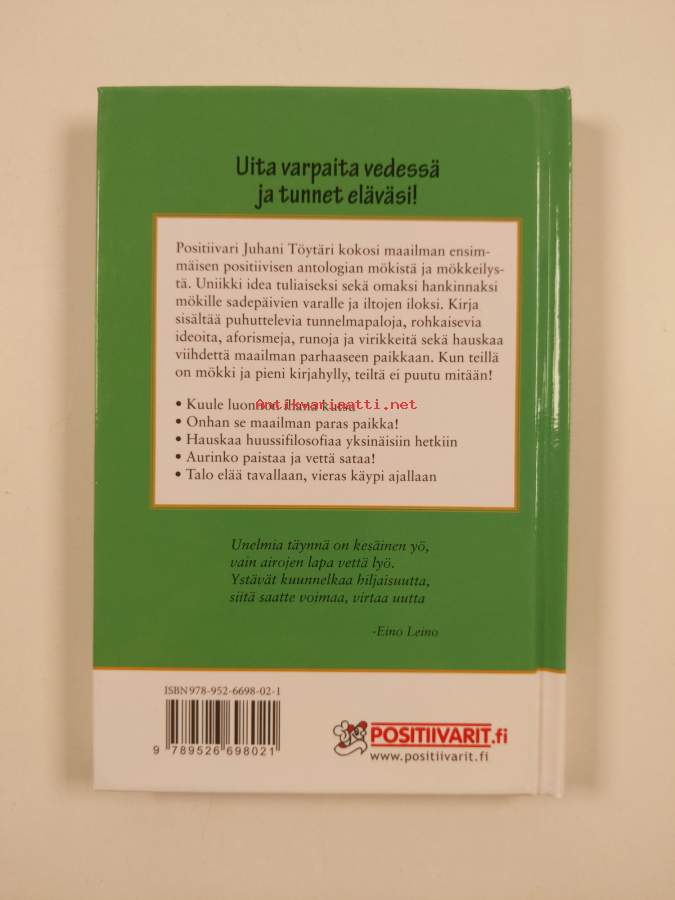 Uita varpaita vedessä
ja tunnet eläväsi!
Positiivari Juhani Töytäri kokosi maailman ensim-
mäisen positiivisen antologian mökistä ja mökkeilys-
tä. Uniikki idea tuliaiseksi sekä omaksi hankinnaksi
mökille sadepäivien varalle ja iltojen iloksi. Kirja
sisältää puhuttelevia tunnelmapaloja, rohkaisevia
ideoita, aforismeja, runoja ja virikkeitä sekä hauskaa
viihdettä maailman parhaaseen paikkaan. Kun teillä
on mökki ja pieni kirjahylly, teiltä ei puutu mitään!
• Kuule luonnon ihana kutsu
Antikvariaatti.net
• Onhan se maailman paras paikka!
• Hauskaa huussifilosofiaa yksinäisiin hetkiin
• Aurinko paistaa ja vettä sataa!
• Talo elää tavallaan, vieras käypi ajallaan
Unelmia täynnä on kesäinen yö,
vain airojen lapa vettä lyö.
Ystävät kuunnelkaa hiljaisuutta,
siitä saatte voimaa, virtaa uutta
-Eino Leino
ISBN 978-952-6698-02-1
9 789526 698021
POSITIIVARIT.fi
www.positiivarit.fi